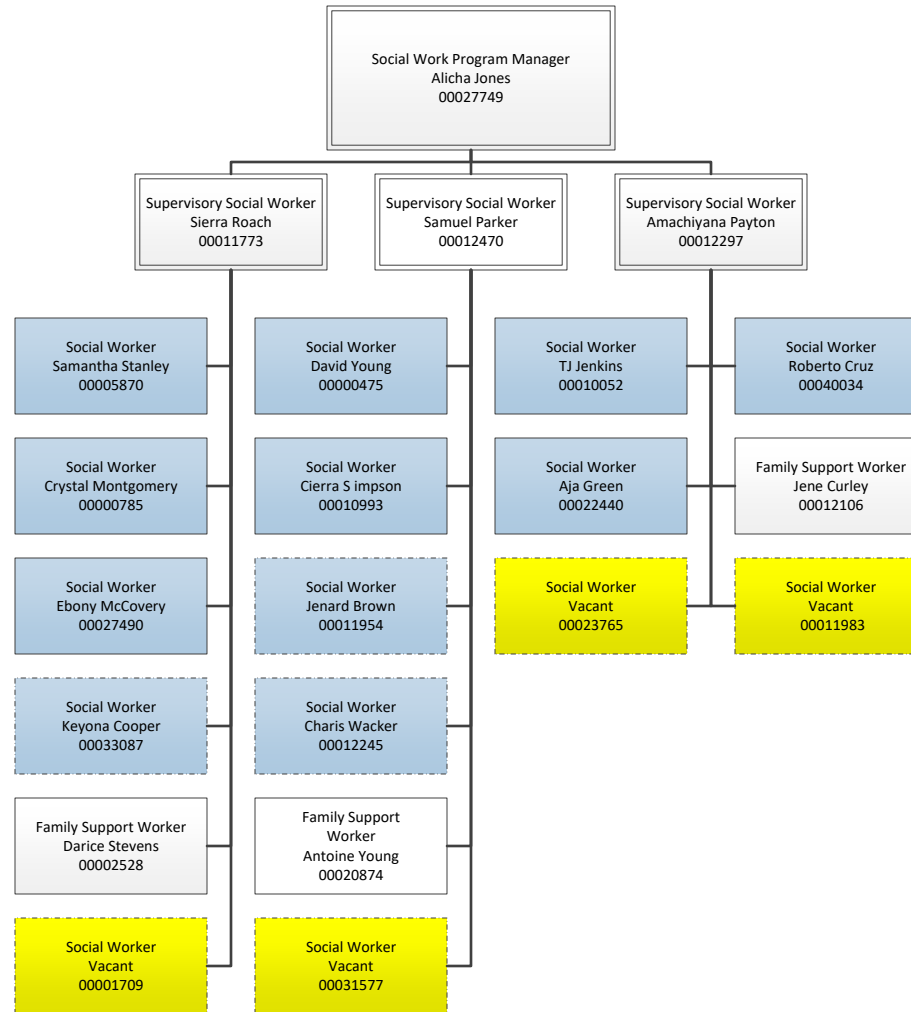 Social Work Program Manager
Alicha Jones
00027749
Supervisory Social Worker
Sierra Roach
00011773
Supervisory Social Worker
Samuel Parker
00012470
Supervisory Social Worker
Amachiyana Payton
00012297
Social Worker
Samantha Stanley
00005870
Social Worker
David Young
00000475
Social Worker
TJ Jenkins
00010052
Social Worker
Roberto Cruz
00040034
Social Worker
Crystal Montgomery
00000785
Social Worker
Cierra S impson
00010993
Social Worker
Aja Green
00022440
Family Support Worker
Jene Curley
00012106
Social Worker
Ebony McCovery
00027490
Social Worker
Jenard Brown
00011954
Social Worker
Vacant
00023765
Social Worker
Vacant
00011983
Social Worker
Keyona Cooper
00033087
Social Worker
Charis Wacker
00012245
Family Support Worker
Darice Stevens
00002528
Family Support
Worker
Antoine Young
00020874
Social Worker
Vacant
00001709
Social Worker
Vacant
00031577